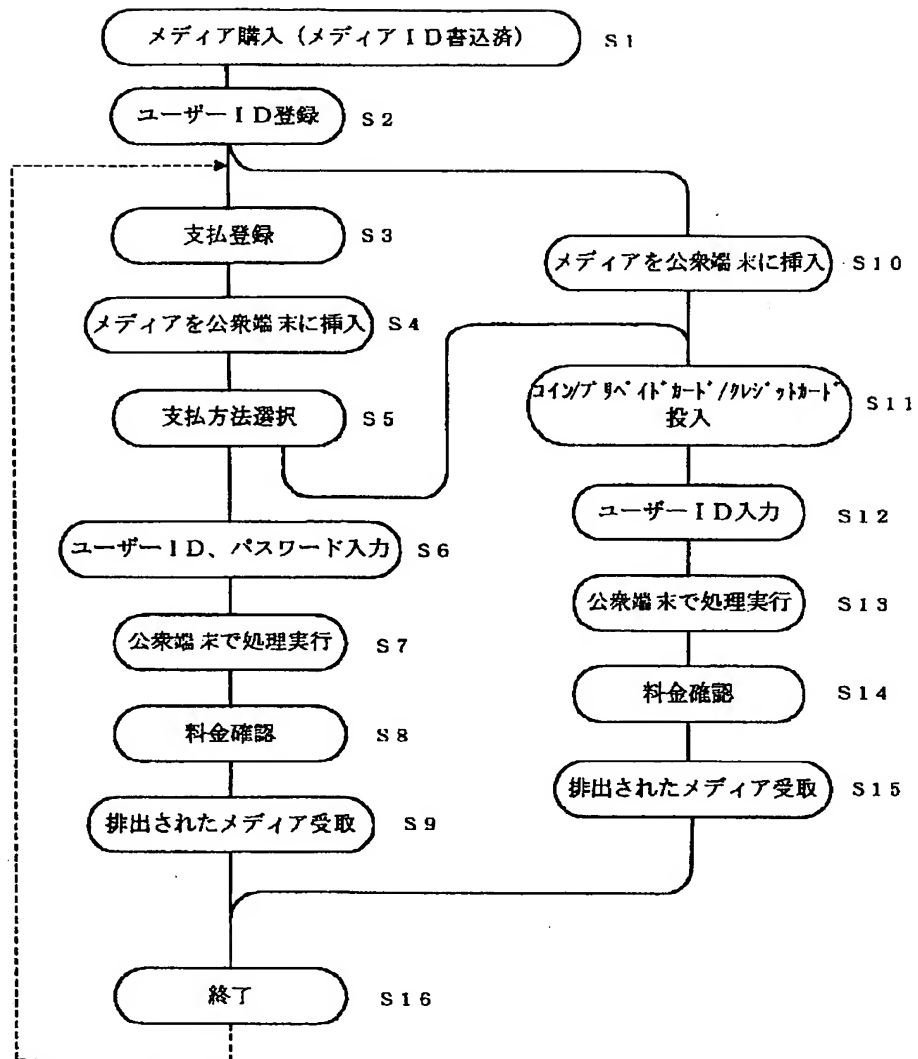 メディア購入（メディアＩＤ書込済） Ｓ１
ユーザーＩＤ登録 Ｓ２
支払登録 Ｓ３
メディアを公衆端末に挿入 Ｓ４
支払方法選択 Ｓ５
ユーザーＩＤ、パスワード入力 Ｓ６
公衆端末で処理実行 Ｓ７
料金確認 Ｓ８
排出されたメディア受取 Ｓ９
メディアを公衆端末に挿入 Ｓ１０
ｺｲﾝ/ﾌﾟﾘﾍﾟｲﾄﾞｶｰﾄﾞ/ｸﾚｼﾞｯﾄｶｰﾄﾞ
投入 Ｓ１１
ユーザーＩＤ入力 Ｓ１２
公衆端末で処理実行 Ｓ１３
料金確認 Ｓ１４
排出されたメディア受取 Ｓ１５
終了 Ｓ１６